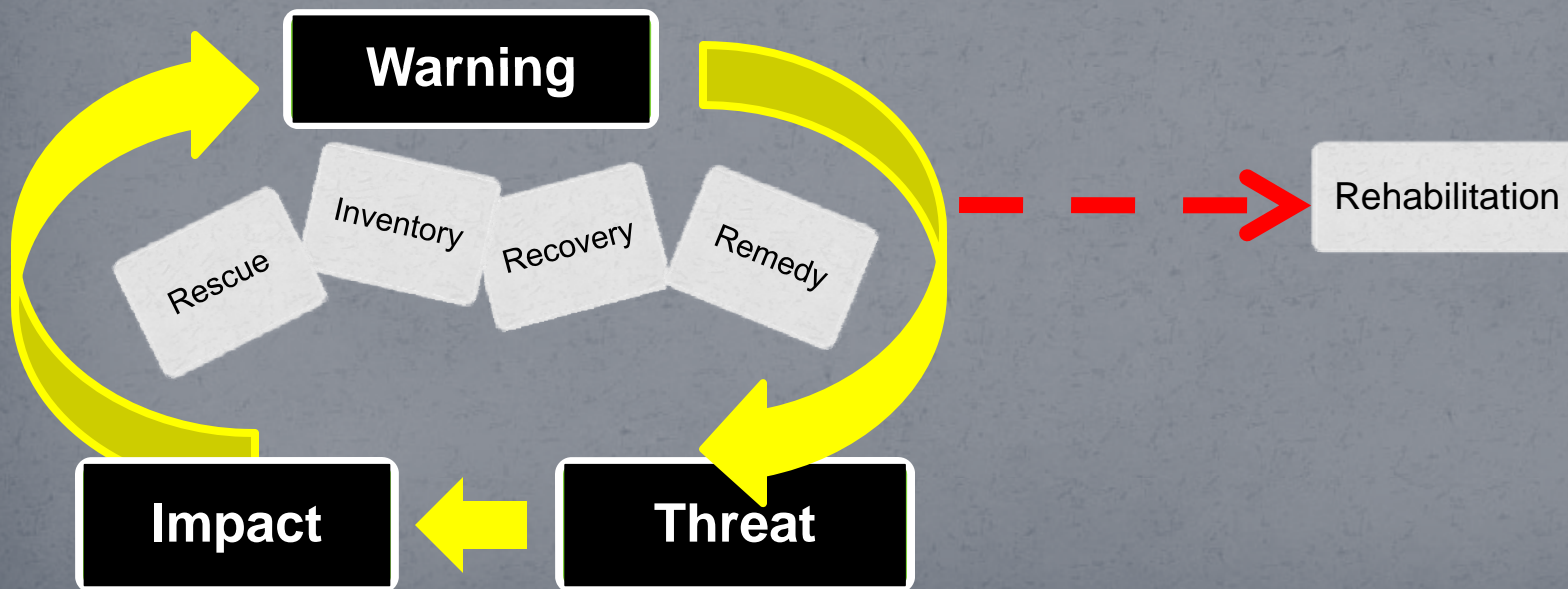 Warning
Rescue
Inventory
Recovery
Remedy
Rehabilitation
Impact
Threat